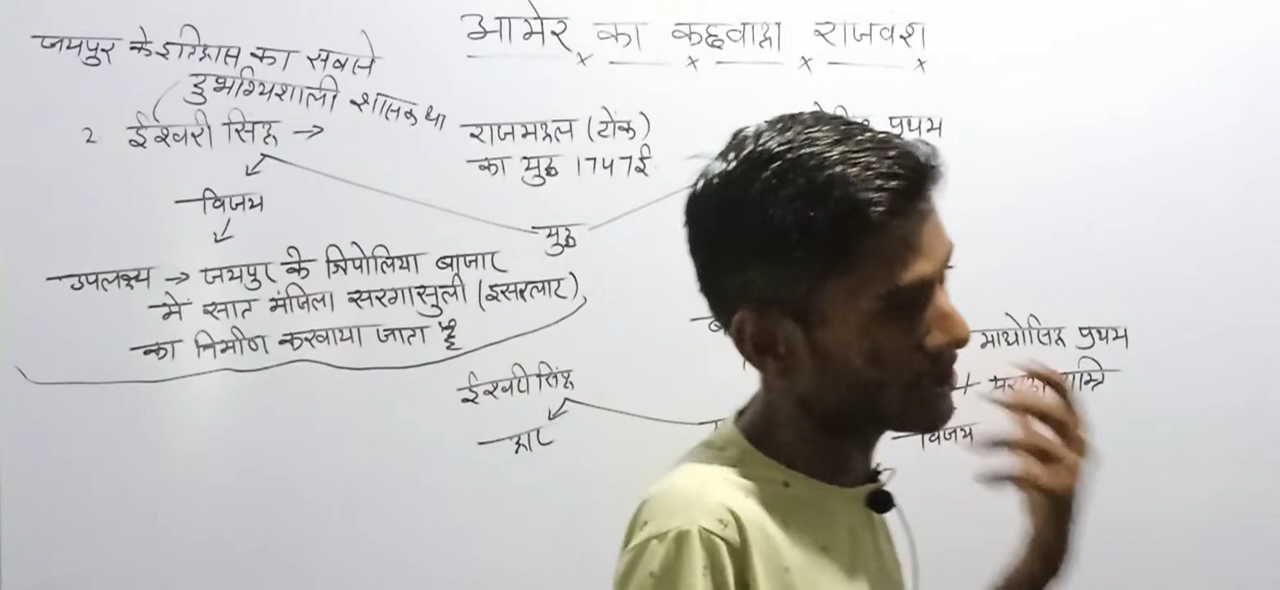 आमेर का कछवाहा राजवंश
जयपुर के इतिहास का सबसे
दुर्भाग्यशाली शासक था
2 ईश्वरी सिंह →
राजमहल (टोंक)
का युद्ध 1747ई
प्रथम
विजय
युद्ध
उपलक्ष्य → जयपुर के त्रिपोलिया बाजार
में सात मंजिला सरगासुली (इसरलाट)
का निर्माण करवाया जाता है
ईश्वरी सिंह
हार
माधोसिंह प्रथम
+
विजय